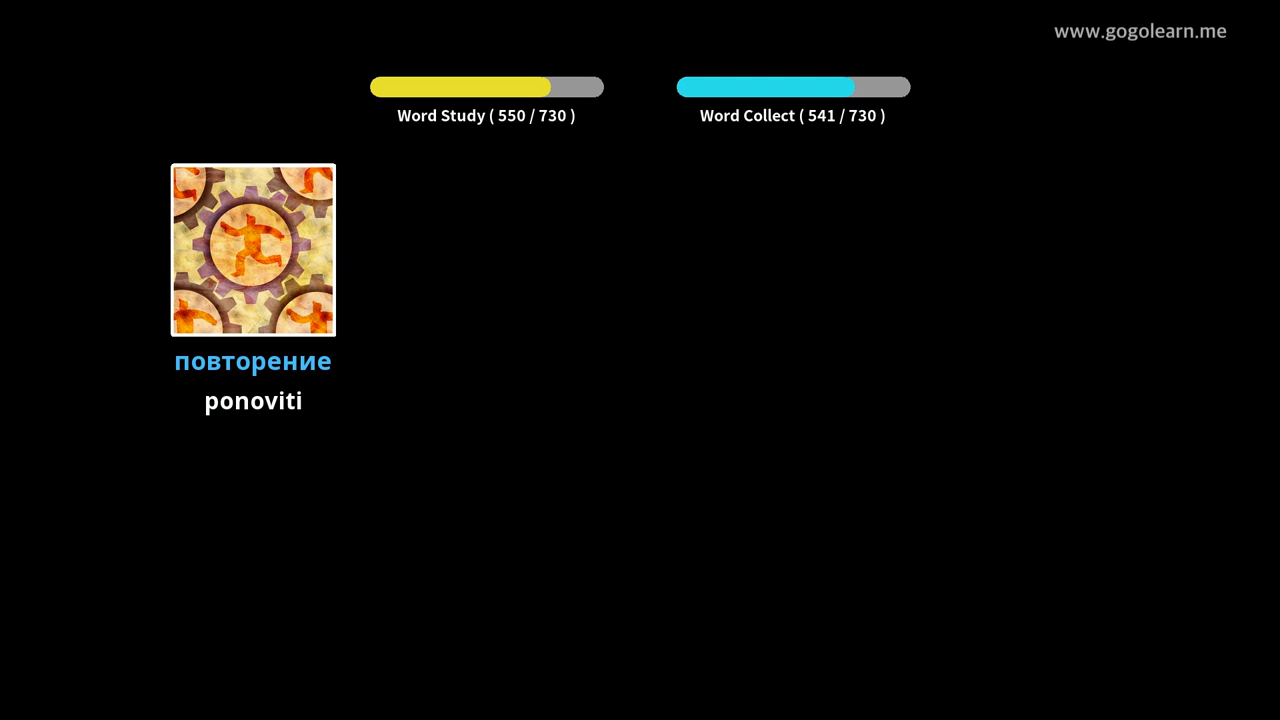 www.gogolearn.me
Word Study ( 550 / 730 )
Word Collect ( 541 / 730 )
повторение
ponoviti